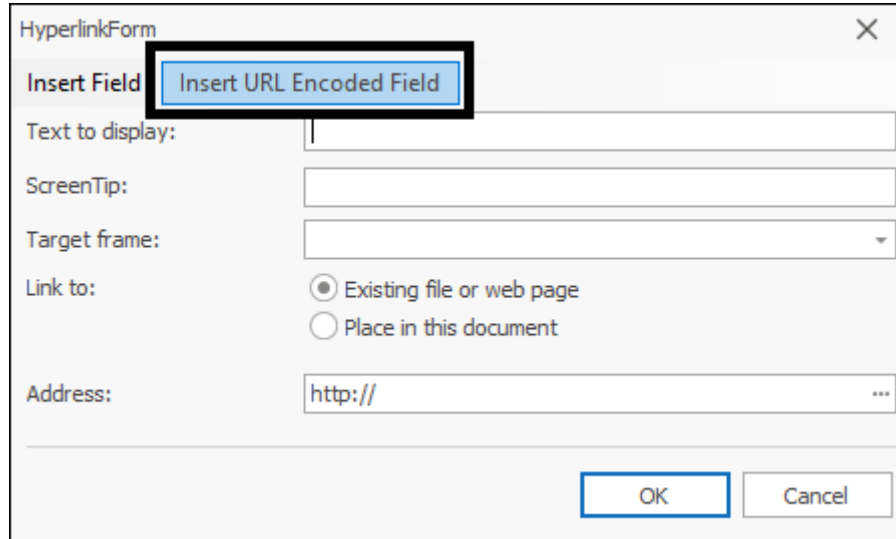 HyperlinkForm
Insert Field Insert URL Encoded Field
Text to display:
ScreenTip:
Target frame:
Link to: Existing file or web page
Place in this document
Address: http:// ...
OK Cancel